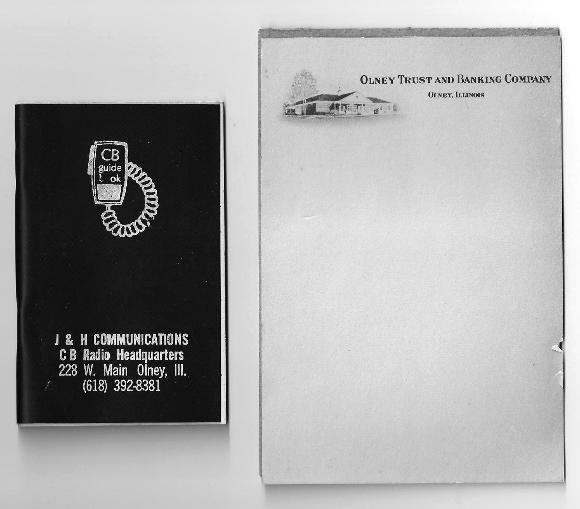 CB
guide
ok
J & H COMMUNICATIONS
CB Radio Headquarters
228 W. Main Olney, Ill.
(618) 392-8381
OLNEY TRUST AND BANKING COMPANY
OLNEY, ILLINOIS